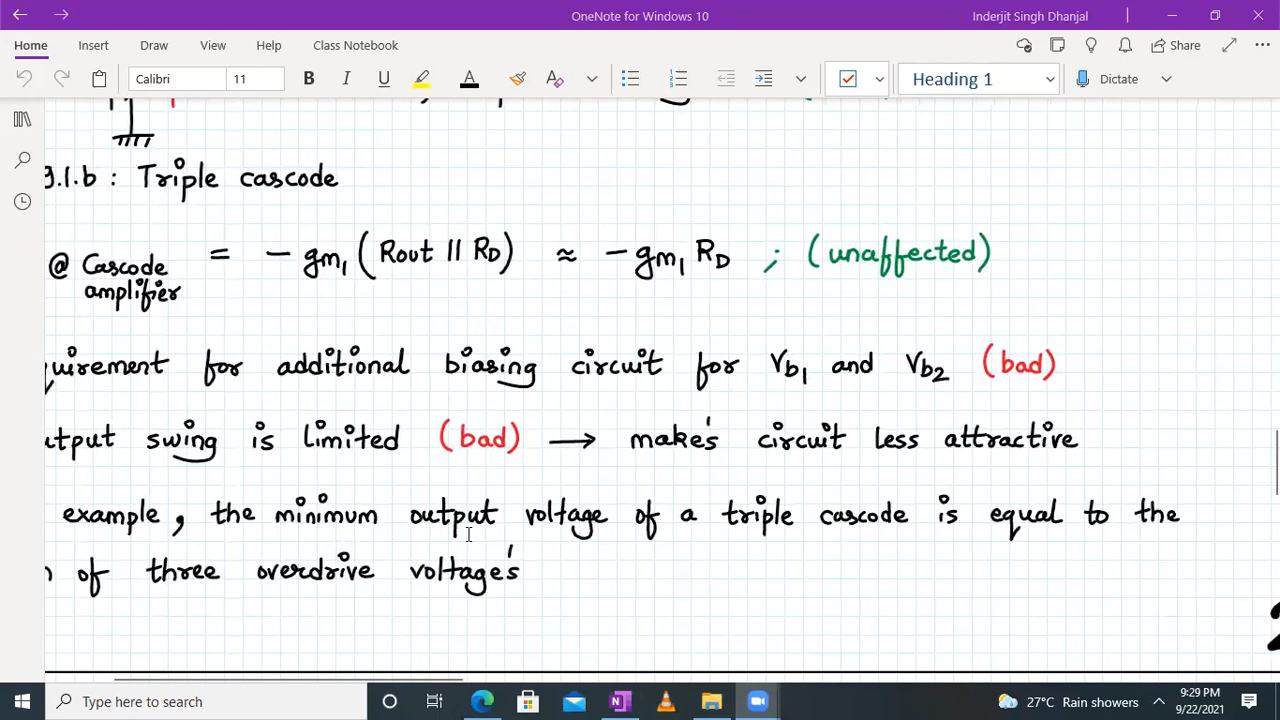 OneNote for Windows 10
Inderjit Singh Dhanjal
Home Insert Draw View Help Class Notebook
Share
Calibri 11 B I U A
Heading 1
Dictate
9.1.b : Triple cascode
@ Cascode amplifier = - gm1 (Rout || RD) ≈ - gm1 RD ; (unaffected)
quirement for additional biasing circuit for Vb1 and Vb2 (bad)
utput swing is limited (bad) → make's circuit less attractive
example, the minimum output voltage of a triple cascode is equal to the
of three overdrive voltage's
Type here to search
27°C Rain showers
9:29 PM
9/22/2021